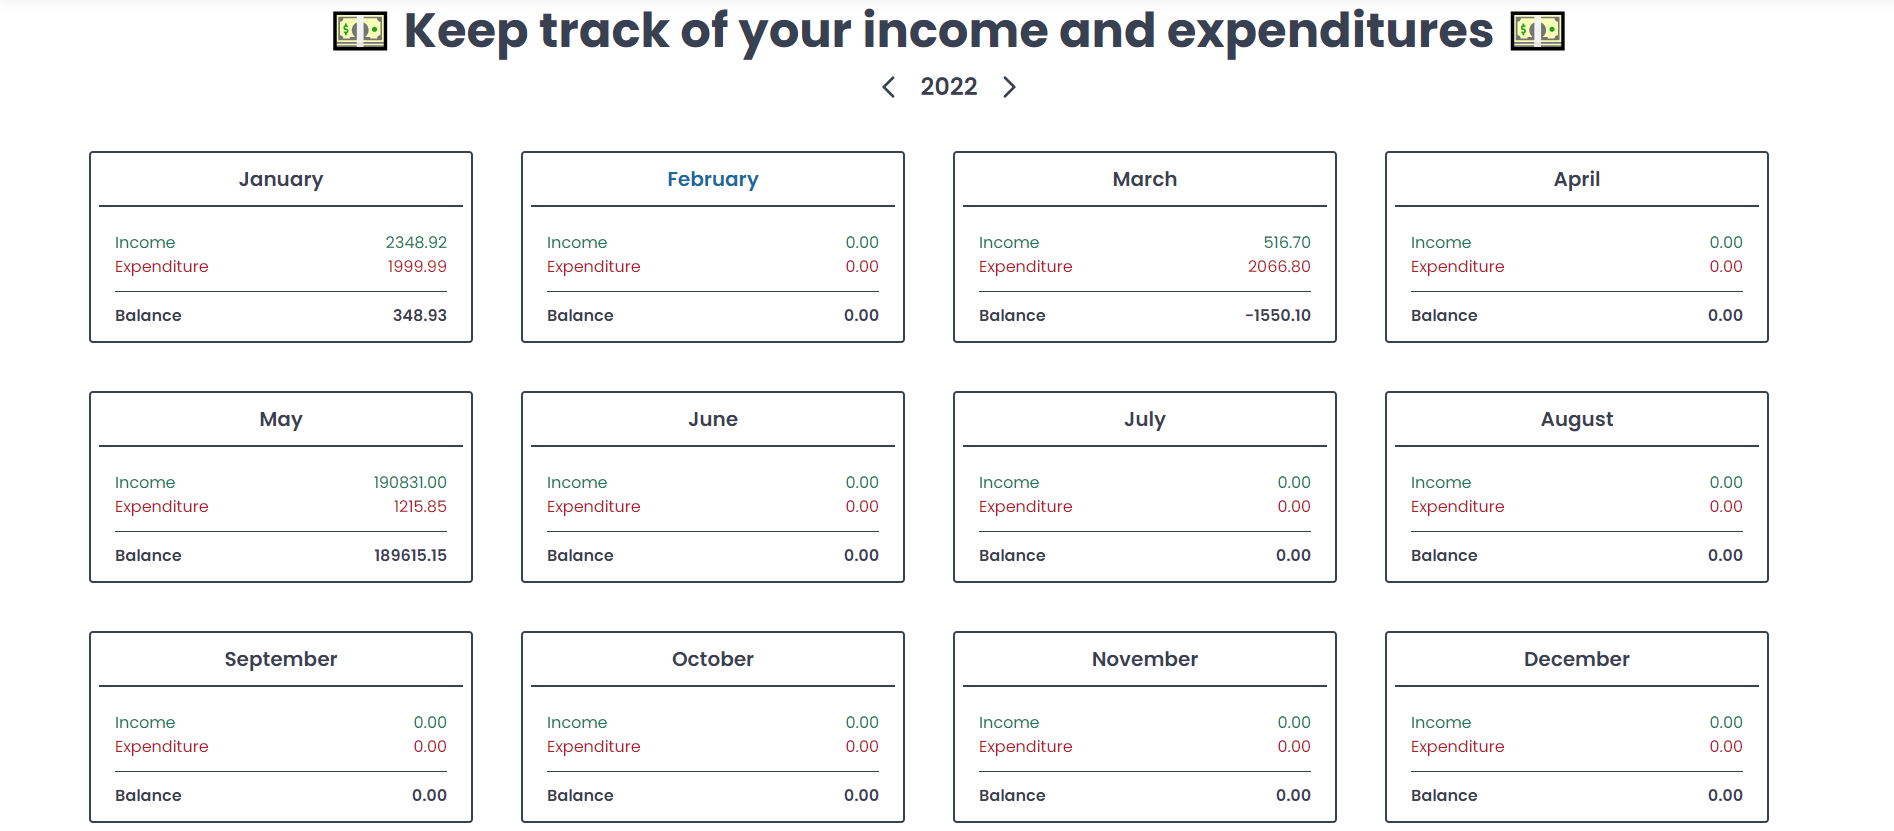 💵 Keep track of your income and expenditures 💵
2022
January
Income 2348.92
Expenditure 1999.99
Balance 348.93
February
Income 0.00
Expenditure 0.00
Balance 0.00
March
Income 516.70
Expenditure 2066.80
Balance -1550.10
April
Income 0.00
Expenditure 0.00
Balance 0.00
May
Income 190831.00
Expenditure 1215.85
Balance 189615.15
June
Income 0.00
Expenditure 0.00
Balance 0.00
July
Income 0.00
Expenditure 0.00
Balance 0.00
August
Income 0.00
Expenditure 0.00
Balance 0.00
September
Income 0.00
Expenditure 0.00
Balance 0.00
October
Income 0.00
Expenditure 0.00
Balance 0.00
November
Income 0.00
Expenditure 0.00
Balance 0.00
December
Income 0.00
Expenditure 0.00
Balance 0.00